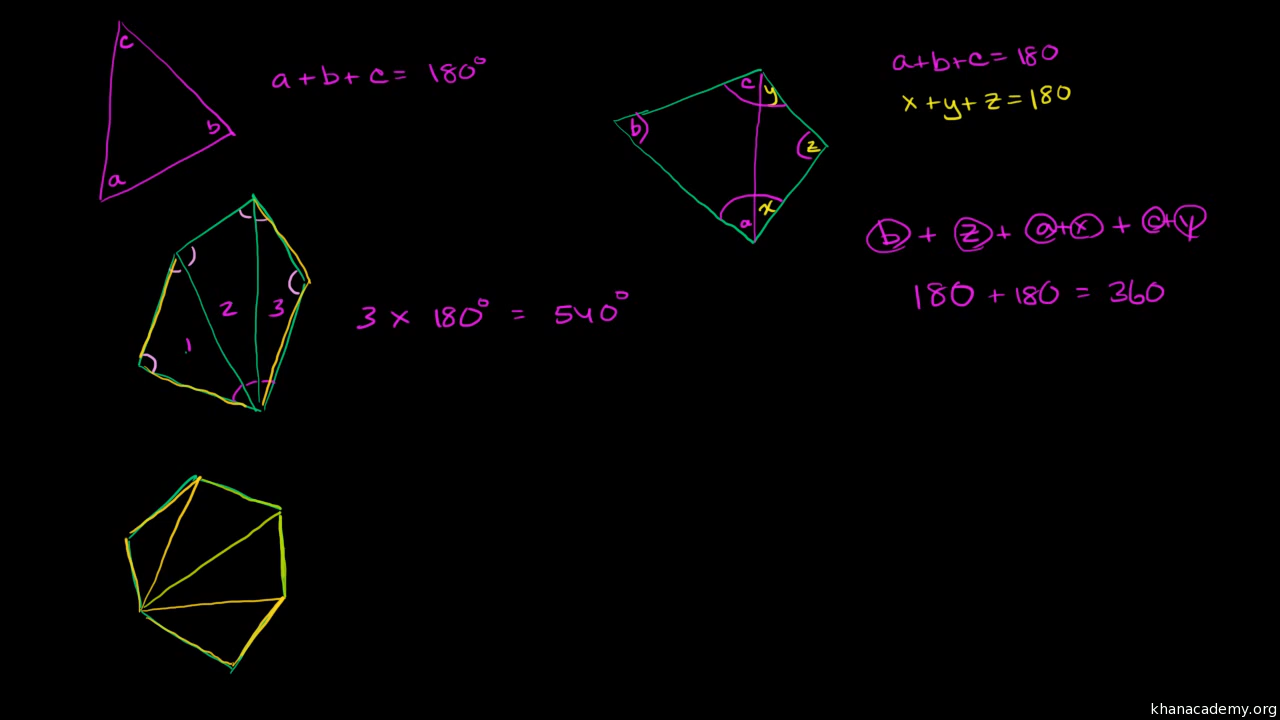 c
b
a
a+b+c= 180°
c
y
b
z
x
a
a+b+c=180
x+y+z=180
b + z + a+x + c+y
180 + 180 = 360
2
3
1
3 x 180° = 540°
khanacademy.org